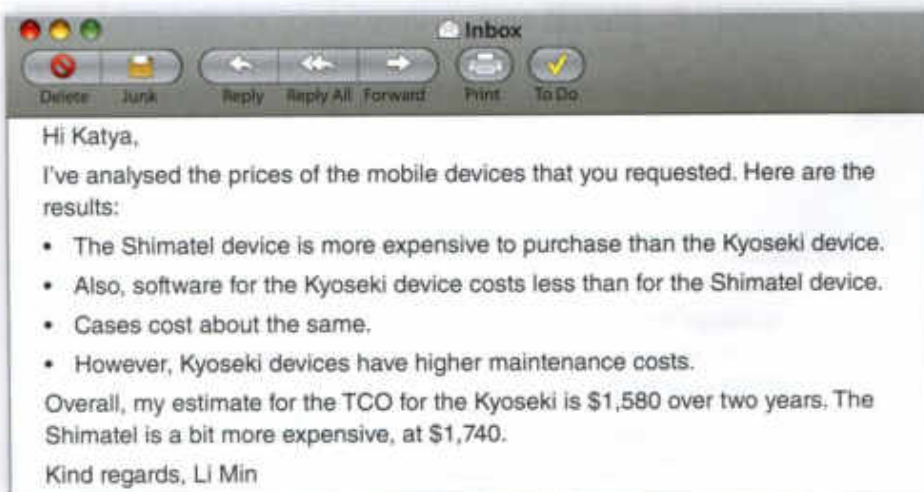 Inbox
Delete Junk Reply Reply All Forward Print To Do
Hi Katya,
I've analysed the prices of the mobile devices that you requested. Here are the
results:
• The Shimatel device is more expensive to purchase than the Kyoseki device.
• Also, software for the Kyoseki device costs less than for the Shimatel device.
• Cases cost about the same.
• However, Kyoseki devices have higher maintenance costs.
Overall, my estimate for the TCO for the Kyoseki is $1,580 over two years. The
Shimatel is a bit more expensive, at $1,740.
Kind regards, Li Min